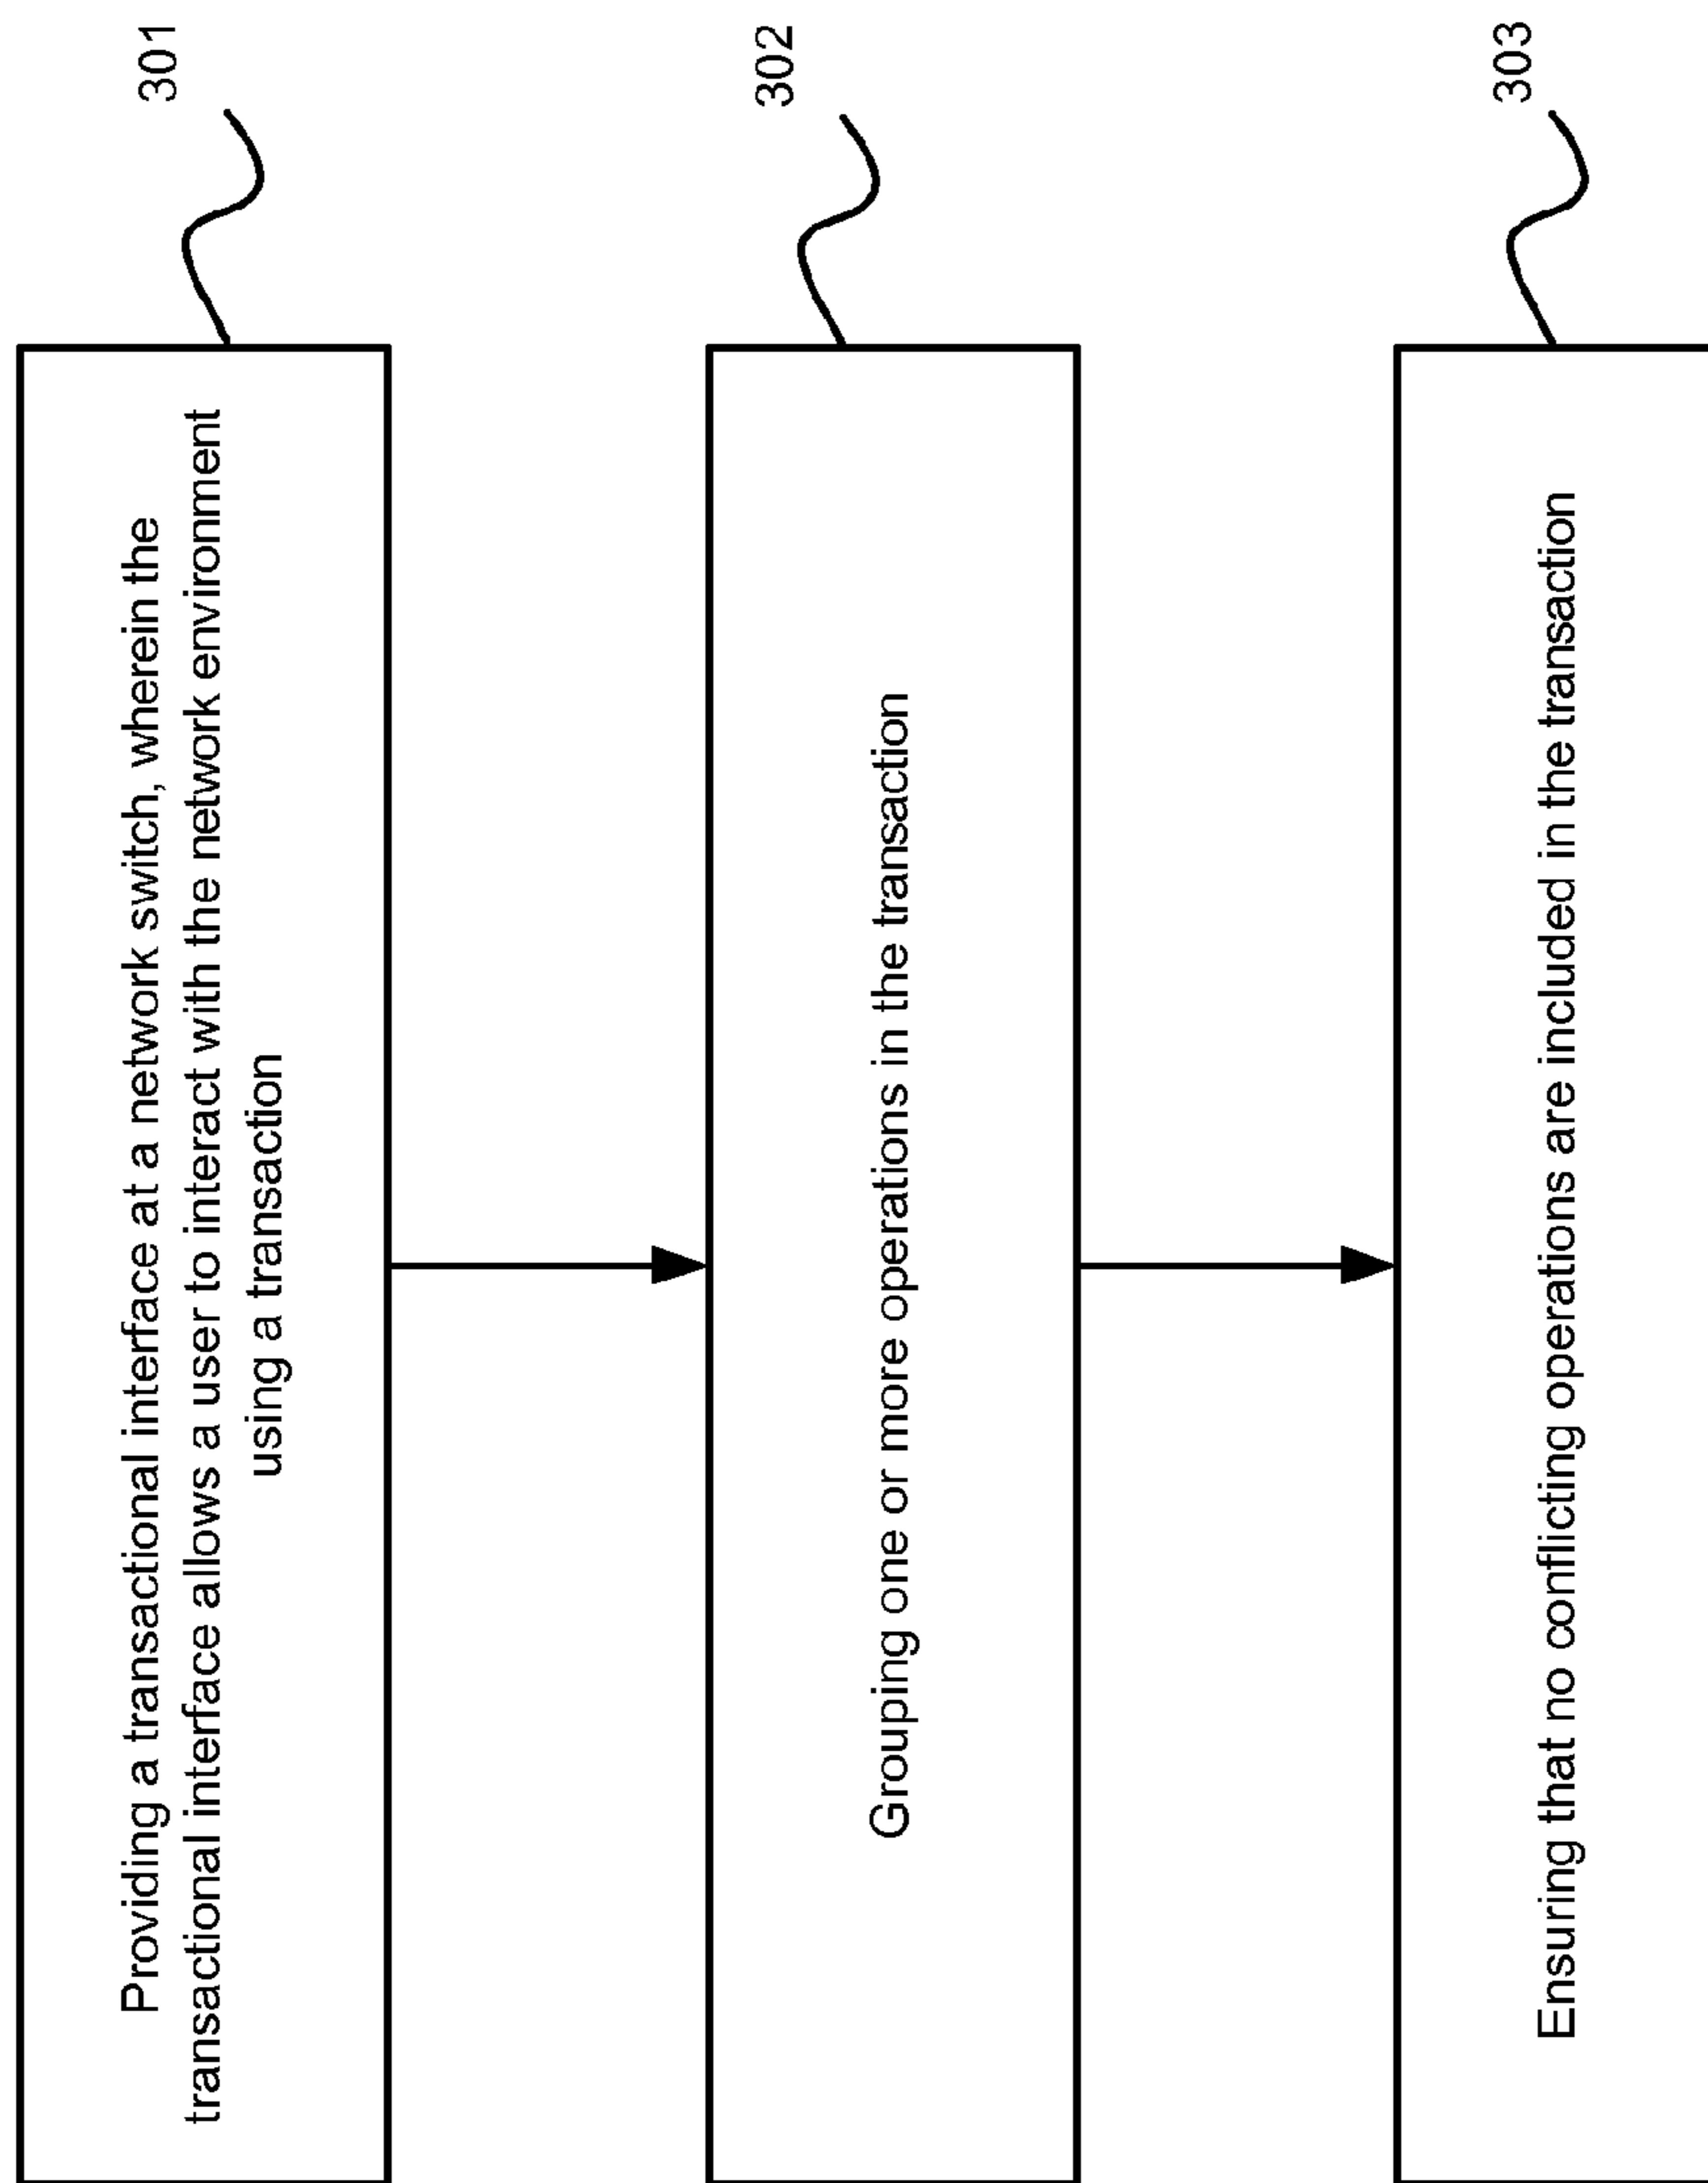 301
Providing a transactional interface at a network switch, wherein the
transactional interface allows a user to interact with the network environment
using a transaction
302
Grouping one or more operations in the transaction
303
Ensuring that no conflicting operations are included in the transaction